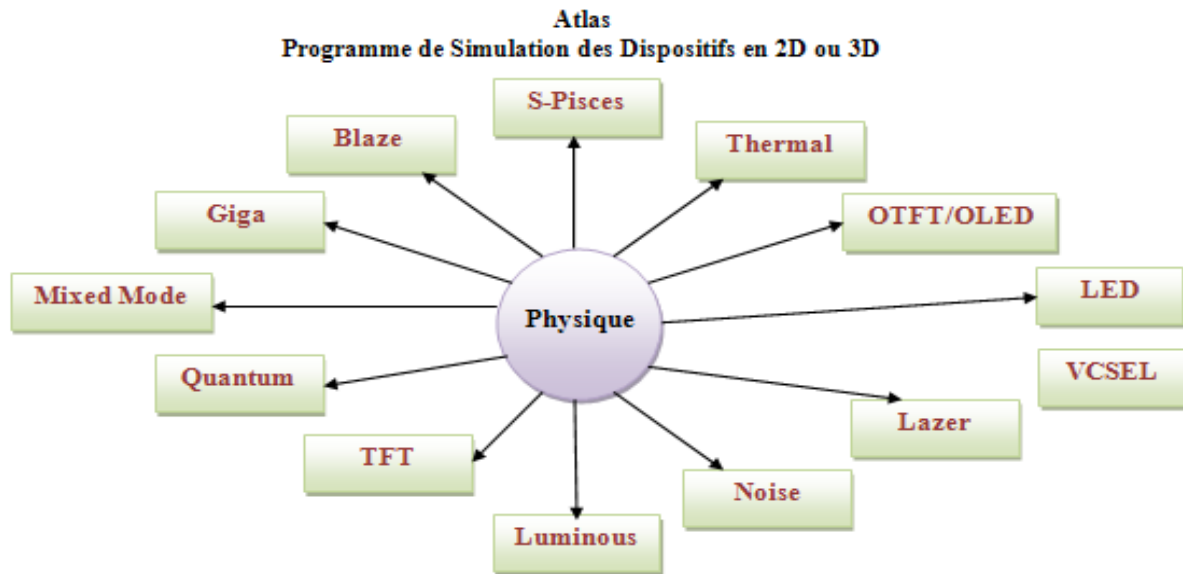 Atlas
Programme de Simulation des Dispositifs en 2D ou 3D
S-Pisces
Blaze
Thermal
Giga
OTFT/OLED
Mixed Mode
LED
Physique
Quantum
VCSEL
Lazer
TFT
Noise
Luminous